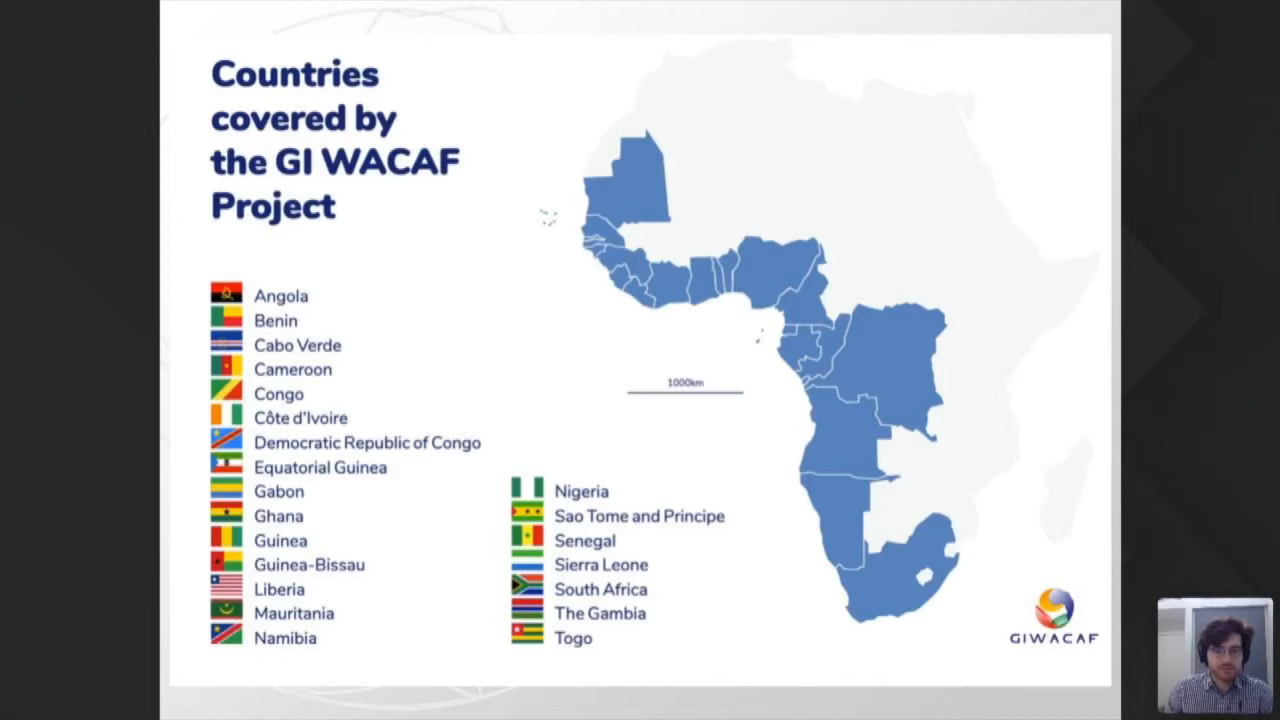 Countries
covered by
the GI WACAF
Project
Angola
Benin
Cabo Verde
Cameroon
Congo
Côte d'Ivoire
Democratic Republic of Congo
Equatorial Guinea
Gabon
Ghana
Guinea
Guinea-Bissau
Liberia
Mauritania
Namibia
Nigeria
Sao Tome and Principe
Senegal
Sierra Leone
South Africa
The Gambia
Togo
1000km
GIWACAF